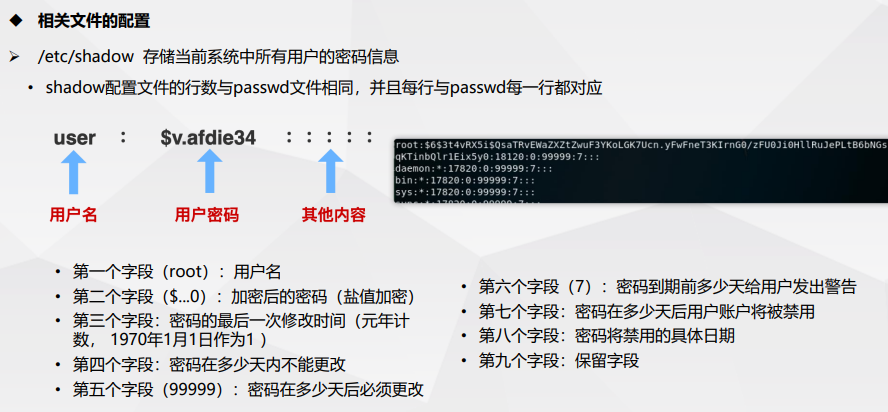 ◆ 相关文件的配置
➢ /etc/shadow 存储当前系统中所有用户的密码信息
• shadow配置文件的行数与passwd文件相同，并且每行与passwd每一行都对应
user : $v.afdie34 : : : : :
用户名 用户密码 其他内容
root:$6$3t4vRX5i$QsaTRvEWaZXZtZwuF3YKoLGK7Ucn.yFwFneT3KIrnG0/zFU0Ji0HllRuJePLtB6bNGs
qKTinbQlr1Eix5y0:18120:0:99999:7:::
daemon:*:17820:0:99999:7:::
bin:*:17820:0:99999:7:::
sys:*:17820:0:99999:7:::
• 第一个字段（root）：用户名
• 第二个字段（$...0）：加密后的密码（盐值加密）
• 第三个字段：密码的最后一次修改时间（元年计
数， 1970年1月1日作为1 ）
• 第四个字段：密码在多少天内不能更改
• 第五个字段（99999）：密码在多少天后必须更改
• 第六个字段（7）：密码到期前多少天给用户发出警告
• 第七个字段：密码在多少天后用户账户将被禁用
• 第八个字段：密码将禁用的具体日期
• 第九个字段：保留字段